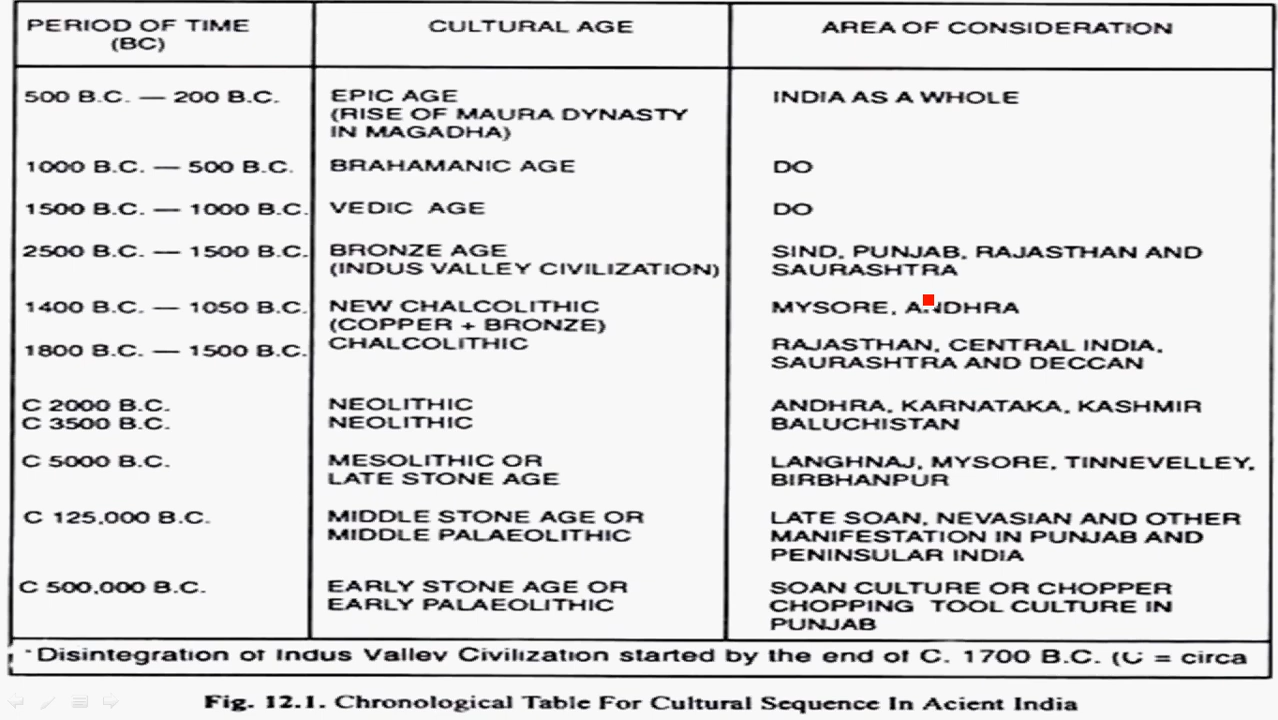 PERIOD OF TIME CULTURAL AGE AREA OF CONSIDERATION
(BC)
500 B.C. — 200 B.C. EPIC AGE INDIA AS A WHOLE
(RISE OF MAURA DYNASTY
IN MAGADHA)
1000 B.C. — 500 B.C. BRAHAMANIC AGE DO
1500 B.C. — 1000 B.C. VEDIC AGE DO
2500 B.C. — 1500 B.C. BRONZE AGE SIND, PUNJAB, RAJASTHAN AND
(INDUS VALLEY CIVILIZATION) SAURASHTRA
1400 B.C. — 1050 B.C. NEW CHALCOLITHIC MYSORE, ANDHRA
(COPPER + BRONZE)
1800 B.C. — 1500 B.C. CHALCOLITHIC RAJASTHAN, CENTRAL INDIA,
SAURASHTRA AND DECCAN
C 2000 B.C. NEOLITHIC ANDHRA, KARNATAKA, KASHMIR
C 3500 B.C. NEOLITHIC BALUCHISTAN
C 5000 B.C. MESOLITHIC OR LANGHNAJ, MYSORE, TINNEVELLEY,
LATE STONE AGE BIRBHANPUR
C 125,000 B.C. MIDDLE STONE AGE OR LATE SOAN, NEVASIAN AND OTHER
MIDDLE PALAEOLITHIC MANIFESTATION IN PUNJAB AND
PENINSULAR INDIA
C 500,000 B.C. EARLY STONE AGE OR SOAN CULTURE OR CHOPPER
EARLY PALAEOLITHIC CHOPPING TOOL CULTURE IN
PUNJAB
*Disintegration of Indus Valley Civilization started by the end of C. 1700 B.C. (C = circa
Fig. 12.1. Chronological Table For Cultural Sequence In Acient India